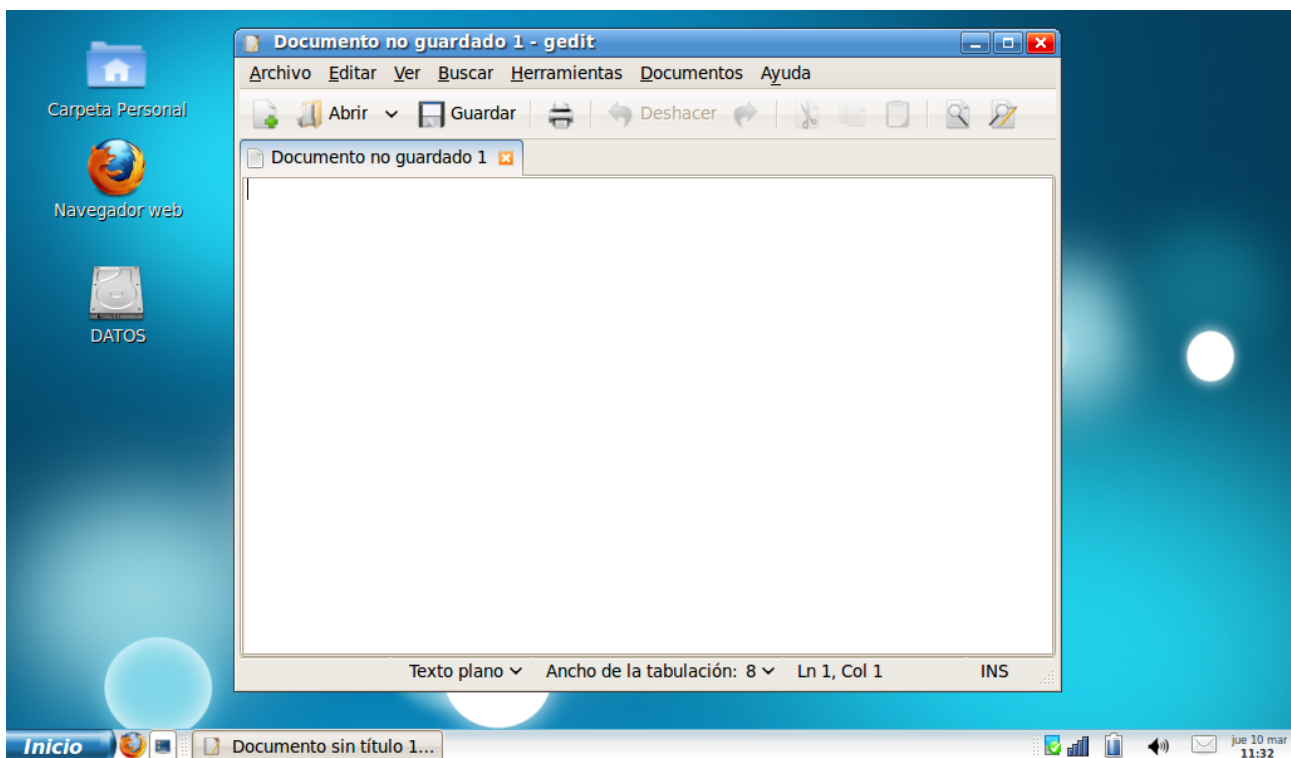 Carpeta Personal
Navegador web
DATOS
Documento no guardado 1 - gedit
Archivo Editar Ver Buscar Herramientas Documentos Ayuda
Abrir Guardar Deshacer
Documento no guardado 1
Texto plano Ancho de la tabulación: 8 Ln 1, Col 1 INS
Inicio Documento sin título 1... jue 10 mar
11:32